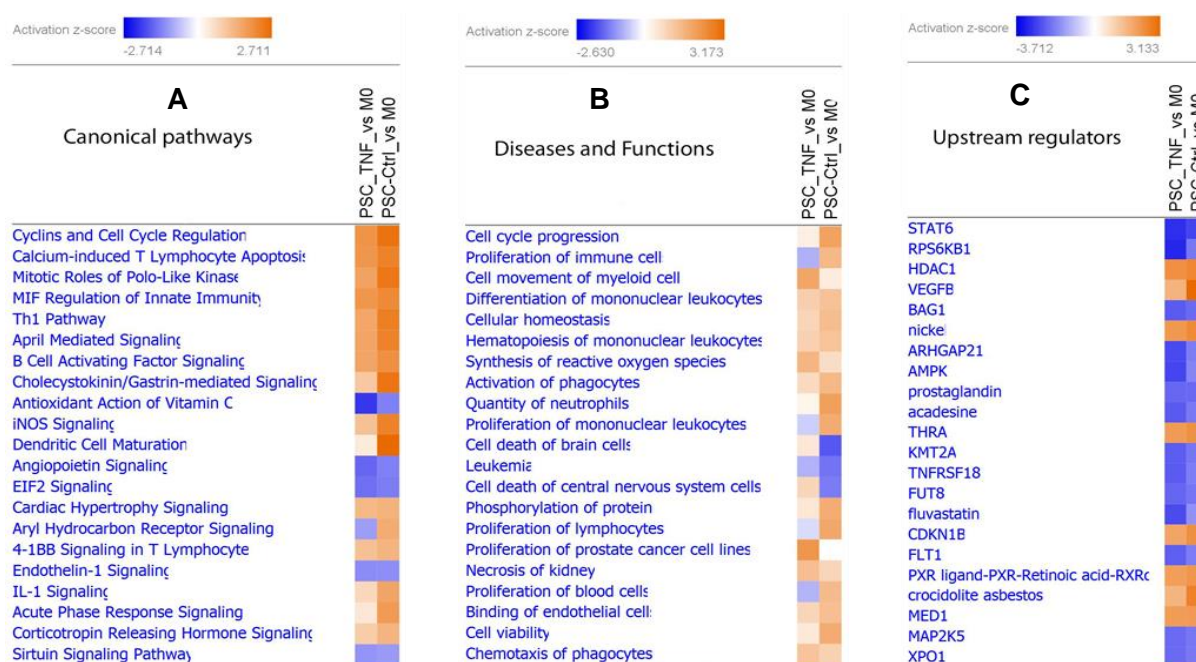 Activation z-score
-2.714 2.711
A
Canonical pathways
PSC_TNF_vs M0
PSC-Ctrl_vs M0
Cyclins and Cell Cycle Regulation
Calcium-induced T Lymphocyte Apoptosis
Mitotic Roles of Polo-Like Kinase
MIF Regulation of Innate Immunity
Th1 Pathway
April Mediated Signaling
B Cell Activating Factor Signaling
Cholecystokinin/Gastrin-mediated Signaling
Antioxidant Action of Vitamin C
iNOS Signaling
Dendritic Cell Maturation
Angiopoietin Signaling
EIF2 Signaling
Cardiac Hypertrophy Signaling
Aryl Hydrocarbon Receptor Signaling
4-1BB Signaling in T Lymphocyte
Endothelin-1 Signaling
IL-1 Signaling
Acute Phase Response Signaling
Corticotropin Releasing Hormone Signaling
Sirtuin Signaling Pathway
Activation z-score
-2.630 3.173
B
Diseases and Functions
PSC_TNF_vs M0
PSC-Ctrl_vs M0
Cell cycle progression
Proliferation of immune cell
Cell movement of myeloid cell
Differentiation of mononuclear leukocytes
Cellular homeostasis
Hematopoiesis of mononuclear leukocytes
Synthesis of reactive oxygen species
Activation of phagocytes
Quantity of neutrophils
Proliferation of mononuclear leukocytes
Cell death of brain cells
Leukemia
Cell death of central nervous system cells
Phosphorylation of protein
Proliferation of lymphocytes
Proliferation of prostate cancer cell lines
Necrosis of kidney
Proliferation of blood cells
Binding of endothelial cell
Cell viability
Chemotaxis of phagocytes
Activation z-score
-3.712 3.133
C
Upstream regulators
PSC_TNF_vs M0
PSC-Ctrl_vs M0
STAT6
RPS6KB1
HDAC1
VEGFB
BAG1
nickel
ARHGAP21
AMPK
prostaglandin
acadesine
THRA
KMT2A
TNFRSF18
FUT8
fluvastatin
CDKN1B
FLT1
PXR ligand-PXR-Retinoic acid-RXRα
crocidolite asbestos
MED1
MAP2K5
XPO1